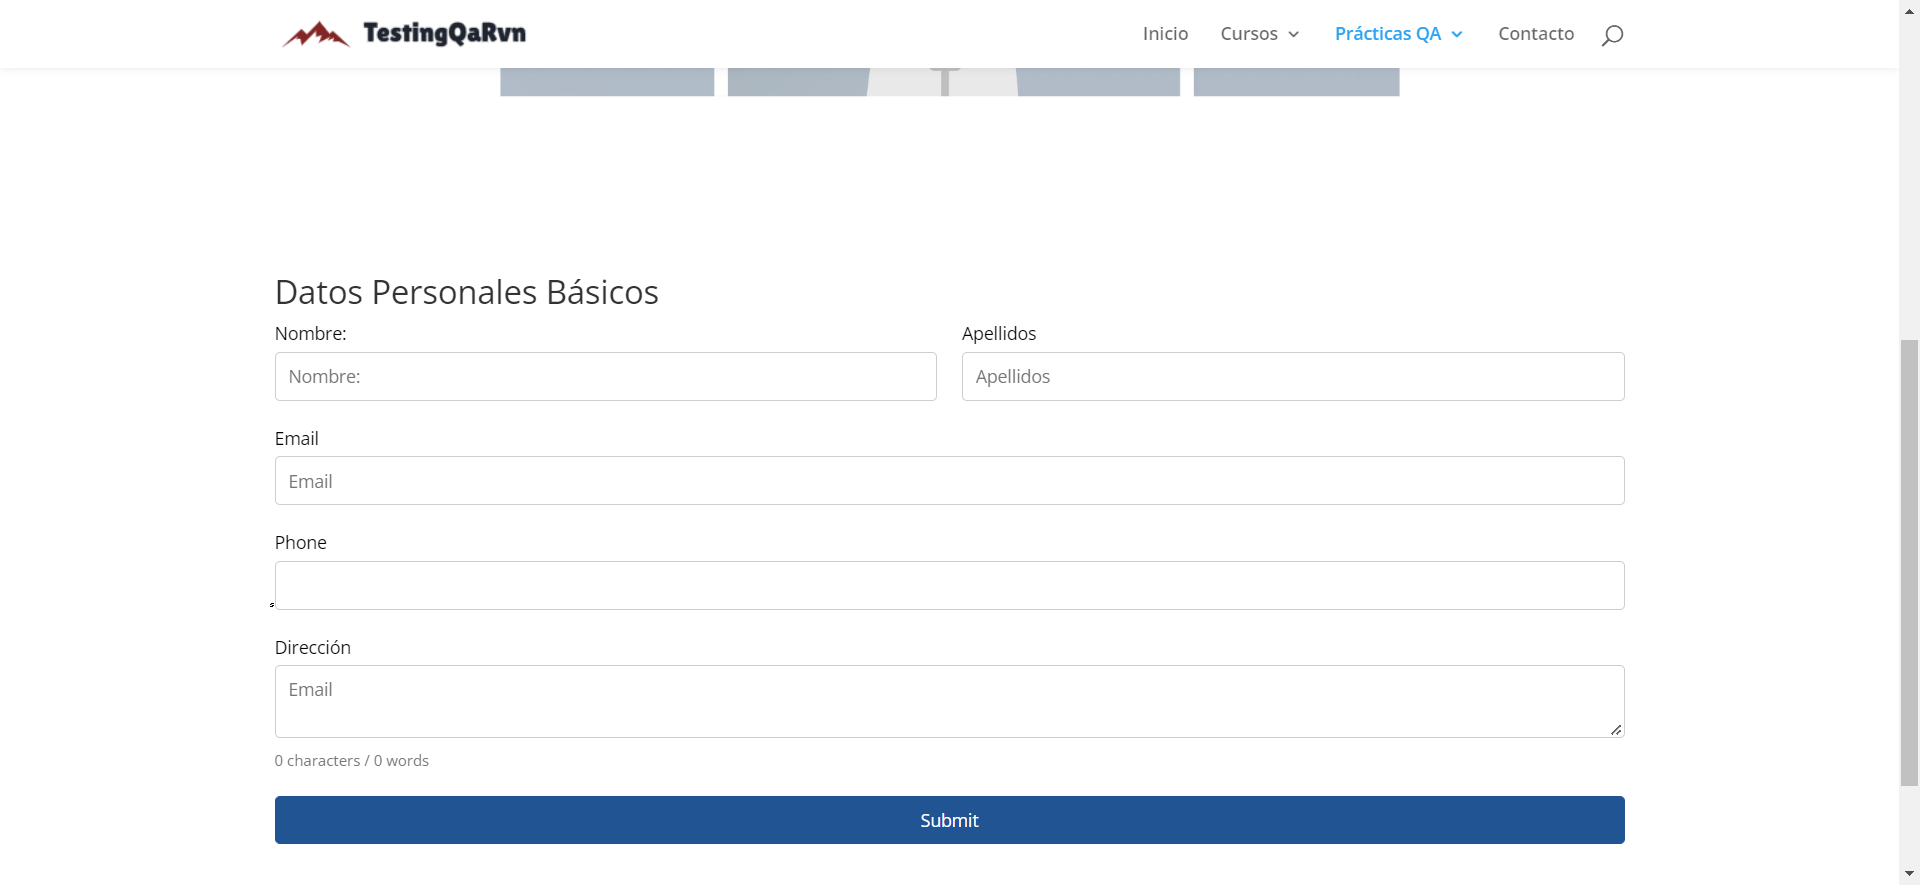 TestingQaRvn
Inicio Cursos Prácticas QA Contacto
Datos Personales Básicos
Nombre: Apellidos
Nombre: Apellidos
Email
Email
Phone
Dirección
Email
0 characters / 0 words
Submit